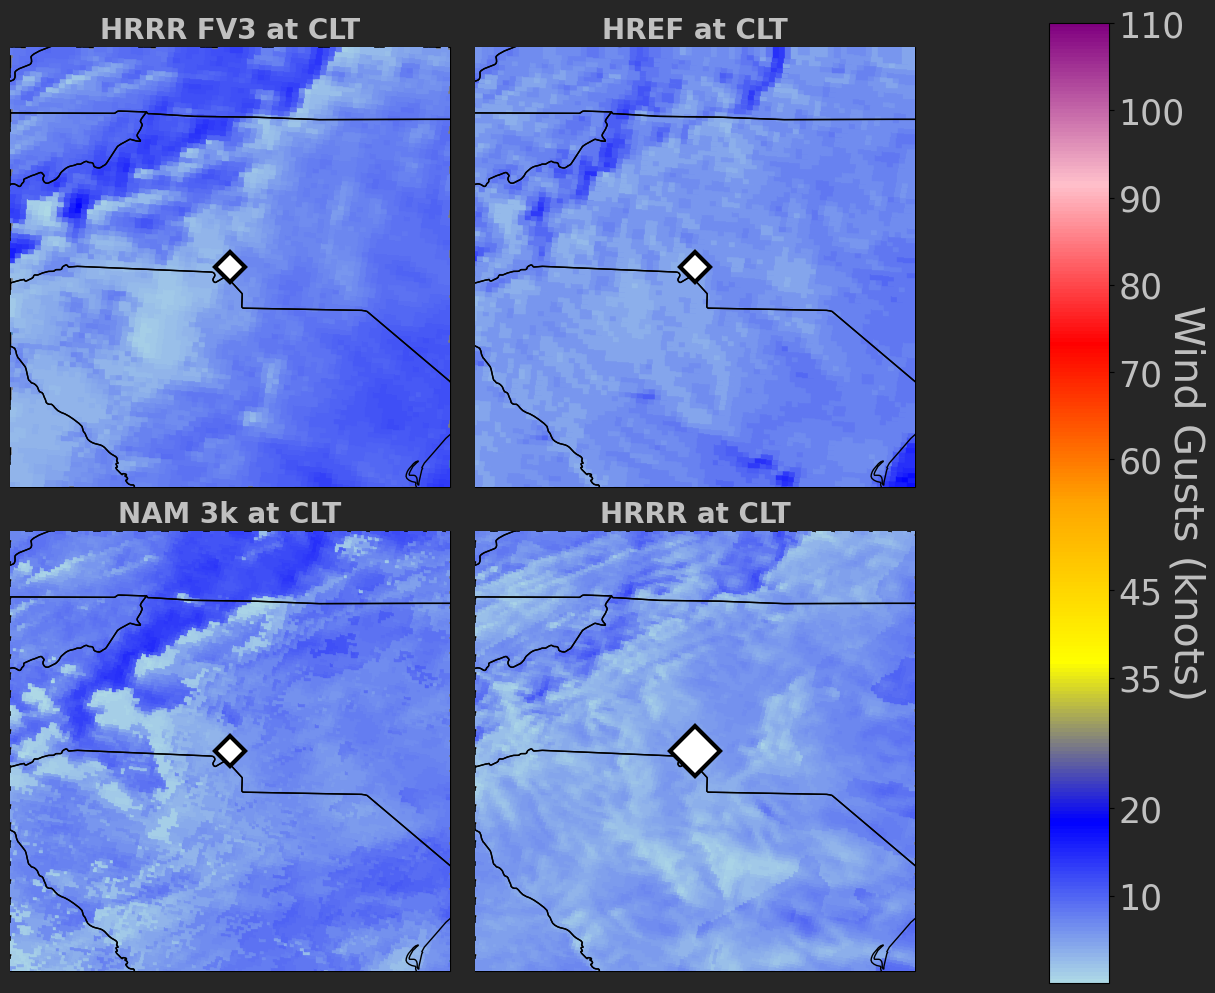 HRRR FV3 at CLT
HREF at CLT
NAM 3k at CLT
HRRR at CLT
110
100
90
80
70
60
45
35
20
10
Wind Gusts (knots)